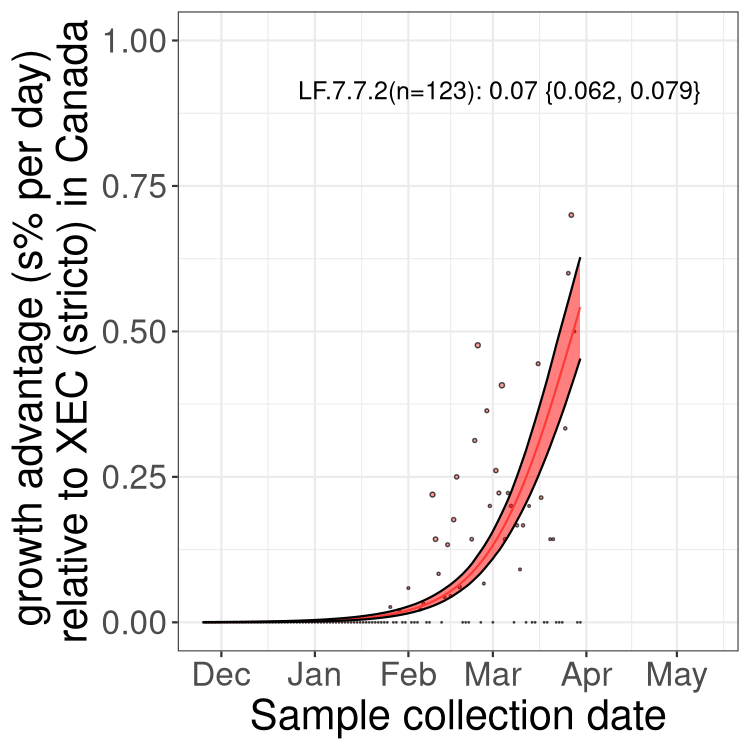 growth advantage (s% per day)
relative to XEC (stricto) in Canada
1.00
0.75
0.50
0.25
0.00
LF.7.7.2(n=123): 0.07 {0.062, 0.079}
Dec Jan Feb Mar Apr May
Sample collection date